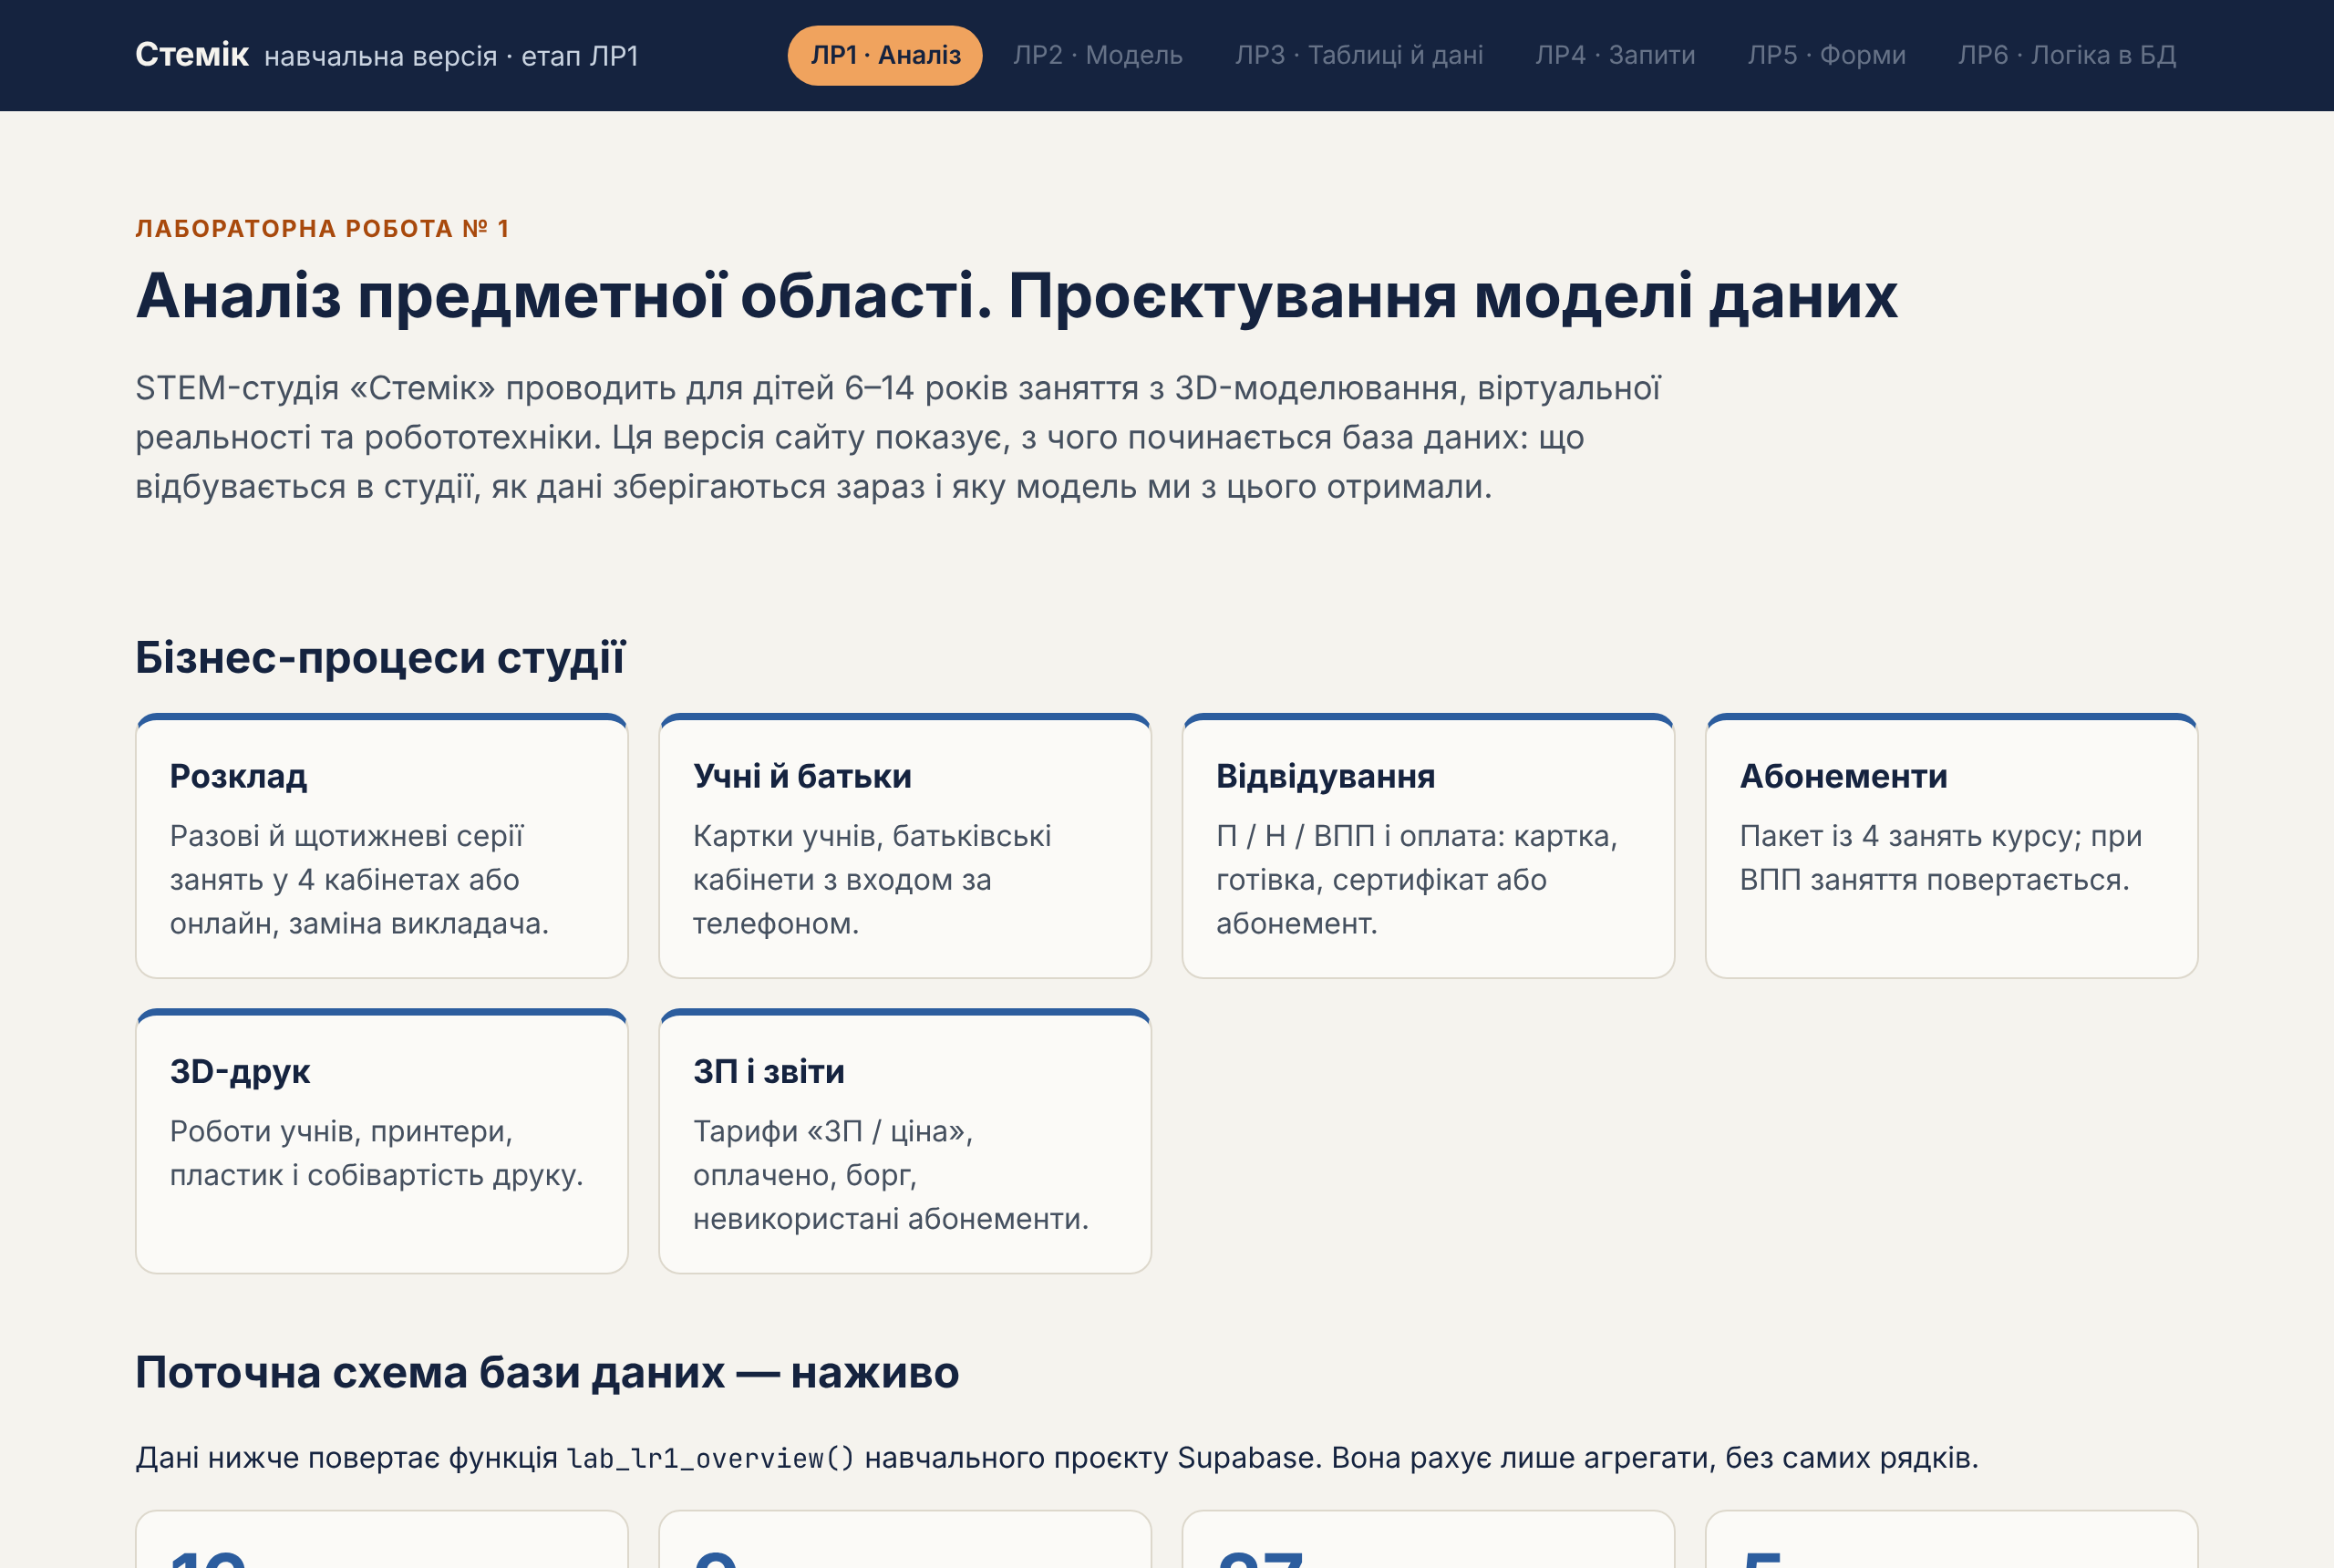 Стемік навчальна версія · етап ЛР1
ЛР1 · Аналіз ЛР2 · Модель ЛР3 · Таблиці й дані ЛР4 · Запити ЛР5 · Форми ЛР6 · Логіка в БД
ЛАБОРАТОРНА РОБОТА № 1
Аналіз предметної області. Проєктування моделі даних
STEM-студія «Стемік» проводить для дітей 6–14 років заняття з 3D-моделювання, віртуальної
реальності та робототехніки. Ця версія сайту показує, з чого починається база даних: що
відбувається в студії, як дані зберігаються зараз і яку модель ми з цього отримали.
Бізнес-процеси студії
Розклад
Разові й щотижневі серії
занять у 4 кабінетах або
онлайн, заміна викладача.
Учні й батьки
Картки учнів, батьківські
кабінети з входом за
телефоном.
Відвідування
П / Н / ВПП і оплата: картка,
готівка, сертифікат або
абонемент.
Абонементи
Пакет із 4 занять курсу; при
ВПП заняття повертається.
3D-друк
Роботи учнів, принтери,
пластик і собівартість друку.
ЗП і звіти
Тарифи «ЗП / ціна»,
оплачено, борг,
невикористані абонементи.
Поточна схема бази даних — наживо
Дані нижче повертає функція lab_lr1_overview() навчального проєкту Supabase. Вона рахує лише агрегати, без самих рядків.